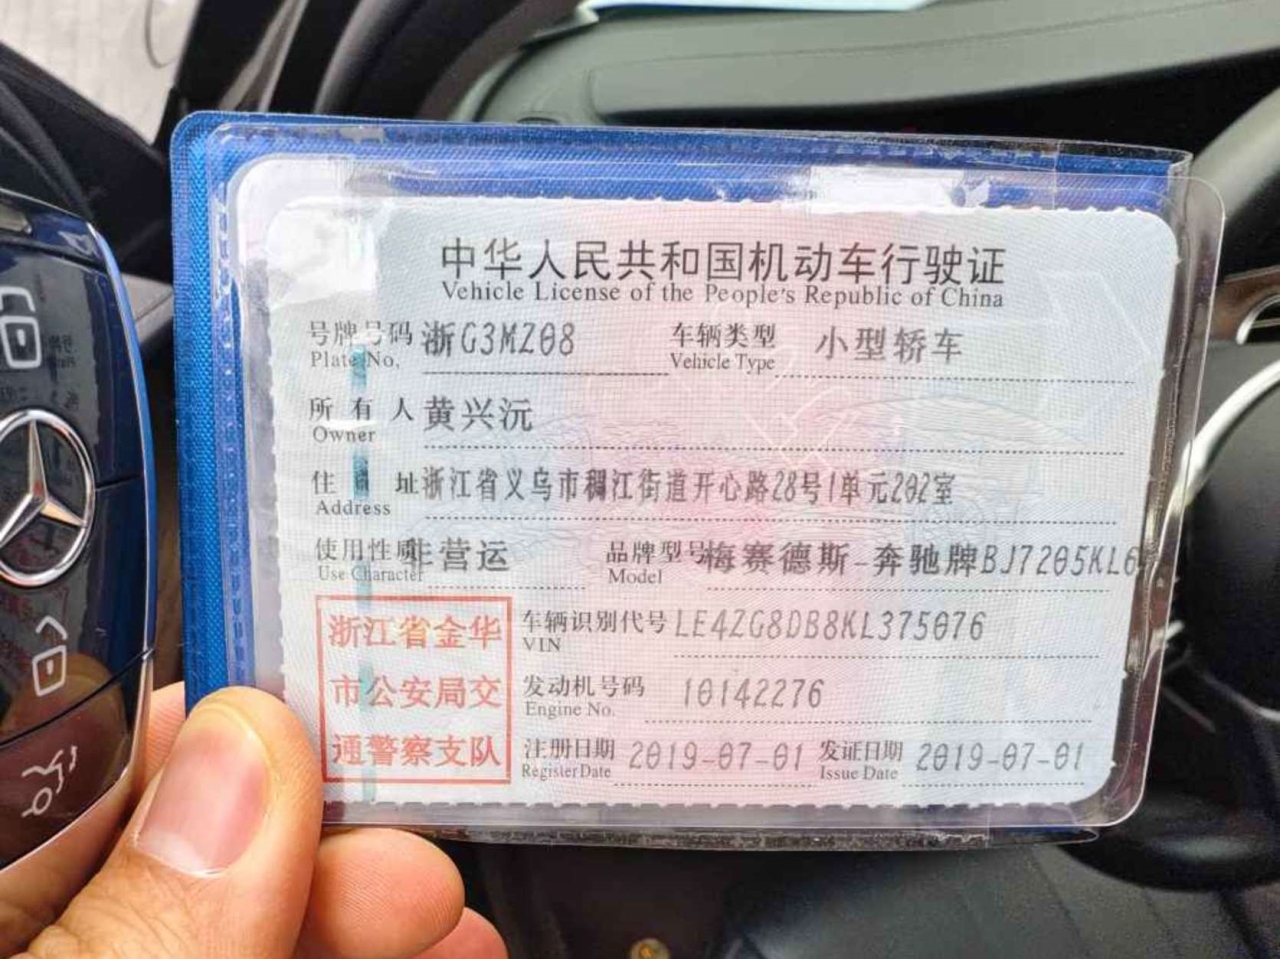 中华人民共和国机动车行驶证
Vehicle License of the People's Republic of China
号牌号码 浙G3MZ08 车辆类型 小型轿车
Plate No. Vehicle Type
所有人 黄兴沅
Owner
住址 浙江省义乌市稠江街道开心路28号1单元202室
Address
使用性质 非营运 品牌型号 梅赛德斯-奔驰牌BJ7205KL6
Use Character Model
浙江省金华
市公安局交
通警察支队
车辆识别代号 LE4ZG8DB8KL375076
VIN
发动机号码 10142276
Engine No.
注册日期 2019-07-01 发证日期 2019-07-01
Register Date Issue Date